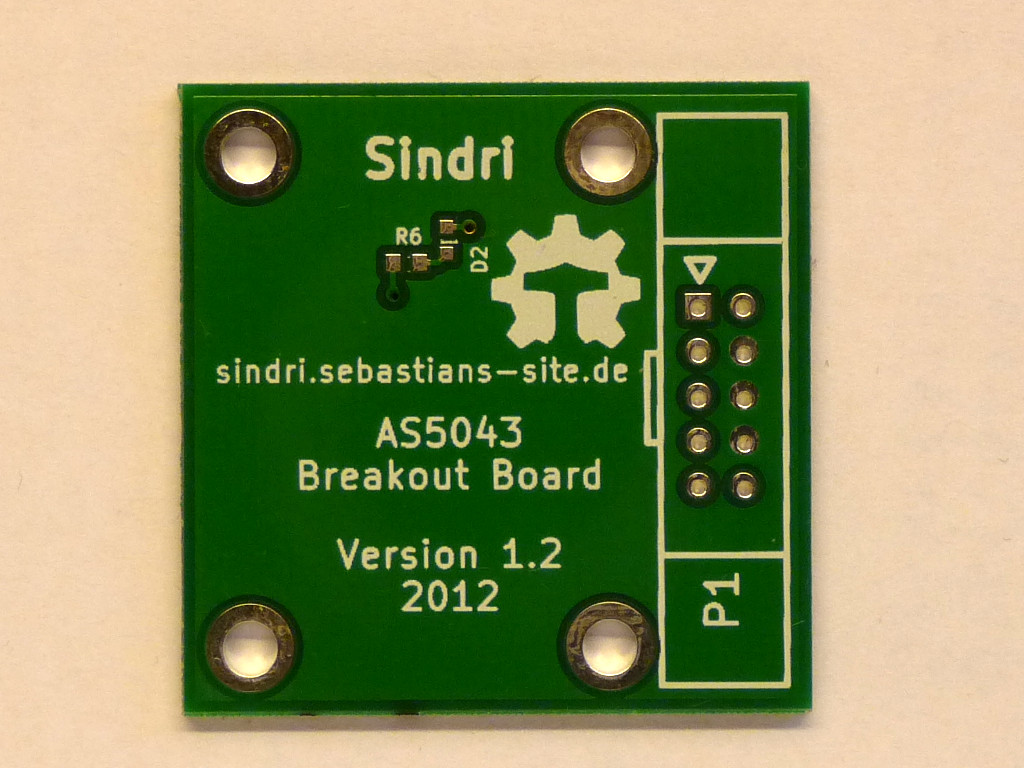 Sindri
R6
D2
sindri.sebastians-site.de
AS5043
Breakout Board
Version 1.2
2012
P1